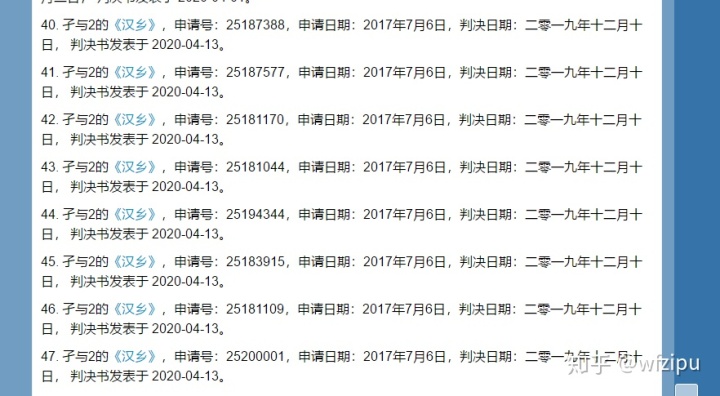 40. 孑与2的《汉乡》，申请号：25187388，申请日期：2017年7月6日，判决日期：二零一九年十二月十
日， 判决书发表于 2020-04-13。
41. 孑与2的《汉乡》，申请号：25187577，申请日期：2017年7月6日，判决日期：二零一九年十二月十
日， 判决书发表于 2020-04-13。
42. 孑与2的《汉乡》，申请号：25181170，申请日期：2017年7月6日，判决日期：二零一九年十二月十
日， 判决书发表于 2020-04-13。
43. 孑与2的《汉乡》，申请号：25181044，申请日期：2017年7月6日，判决日期：二零一九年十二月十
日， 判决书发表于 2020-04-13。
44. 孑与2的《汉乡》，申请号：25194344，申请日期：2017年7月6日，判决日期：二零一九年十二月十
日， 判决书发表于 2020-04-13。
45. 孑与2的《汉乡》，申请号：25183915，申请日期：2017年7月6日，判决日期：二零一九年十二月十
日， 判决书发表于 2020-04-13。
46. 孑与2的《汉乡》，申请号：25181109，申请日期：2017年7月6日，判决日期：二零一九年十二月十
日， 判决书发表于 2020-04-13。
47. 孑与2的《汉乡》，申请号：25200001，申请日期：2017年7月6日，判决日期：二零一九年十二月十
日， 判决书发表于 2020-04-13。
知乎 @wfzipu